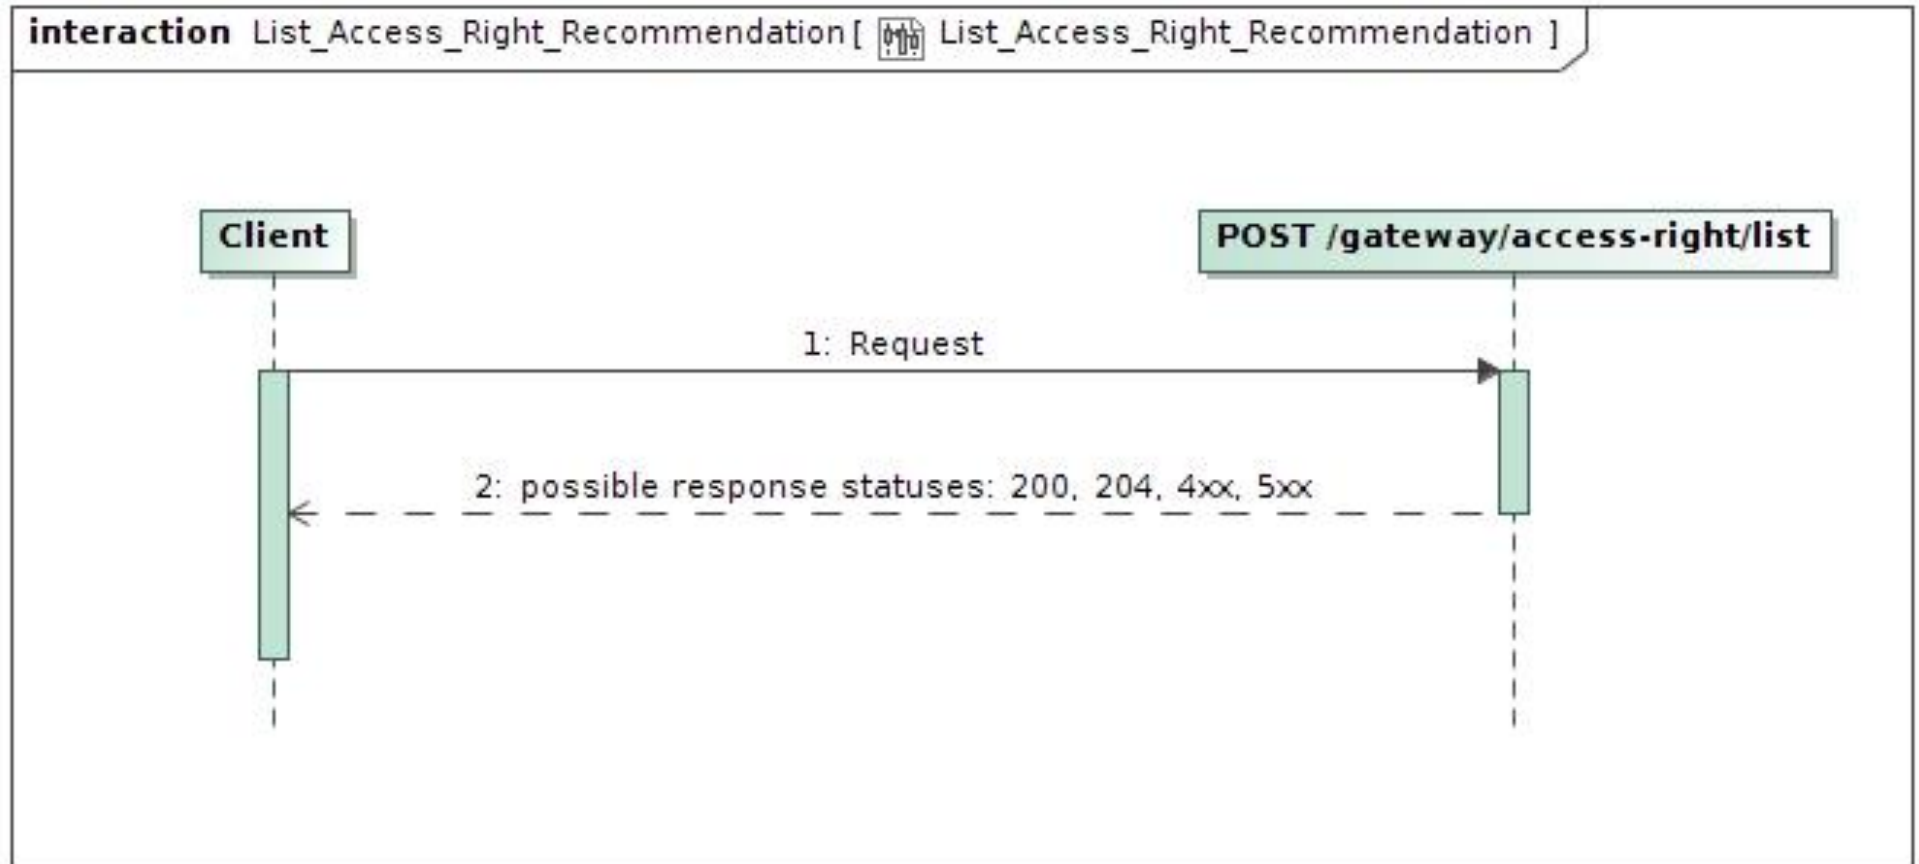 interaction List_Access_Right_Recommendation[ List_Access_Right_Recommendation ]
Client
POST /gateway/access-right/list
1: Request
2: possible response statuses: 200, 204, 4xx, 5xx